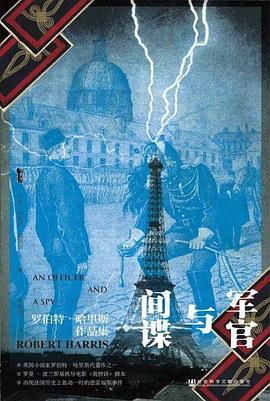 AN OFFICER
AND
A SPY
军官
与
间谍
罗伯特·哈里斯
作品集
ROBERT HARRIS
英国小说家罗伯特·哈里斯代表作之一
罗曼·波兰斯基执导电影《我控诉》脚本
再现法国历史上轰动一时的德雷福斯事件
社会科学文献出版社